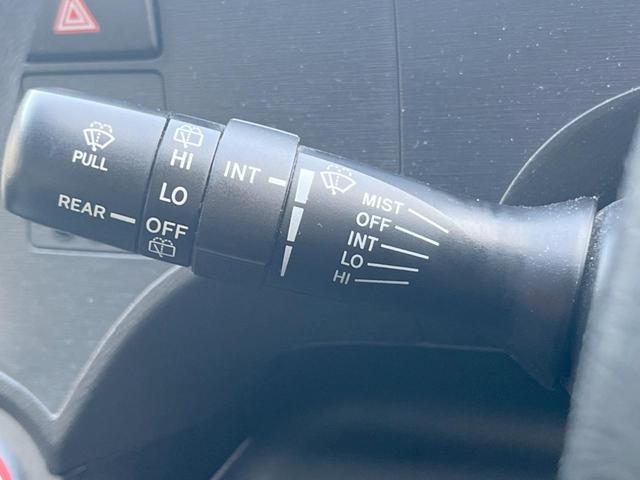 PULL
REAR
HI
LO
OFF
INT
MIST
OFF
INT
LO
HI